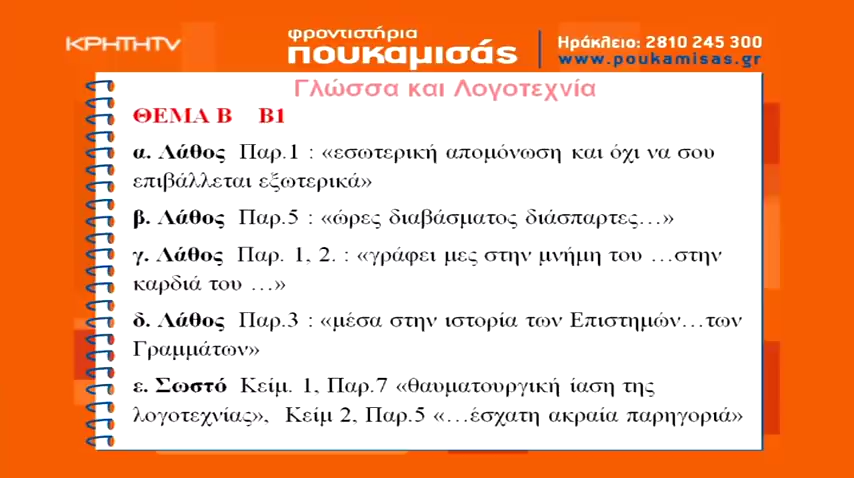 ΚΡΗΤΗTV
φροντιστήρια
πουκαμισάς
Ηράκλειο: 2810 245 300
www.poukamisas.gr
Γλώσσα και Λογοτεχνία
ΘΕΜΑ Β Β1
α. Λάθος Παρ.1 : «εσωτερική απομόνωση και όχι να σου
επιβάλλεται εξωτερικά»
β. Λάθος Παρ.5 : «ώρες διαβάσματος διάσπαρτες…»
γ. Λάθος Παρ. 1, 2. : «γράφει μες στην μνήμη του …στην
καρδιά του …»
δ. Λάθος Παρ.3 : «μέσα στην ιστορία των Επιστημών…των
Γραμμάτων»
ε. Σωστό Κείμ. 1, Παρ.7 «θαυματουργική ίαση της
λογοτεχνίας», Κείμ 2, Παρ.5 «…έσχατη ακραία παρηγοριά»